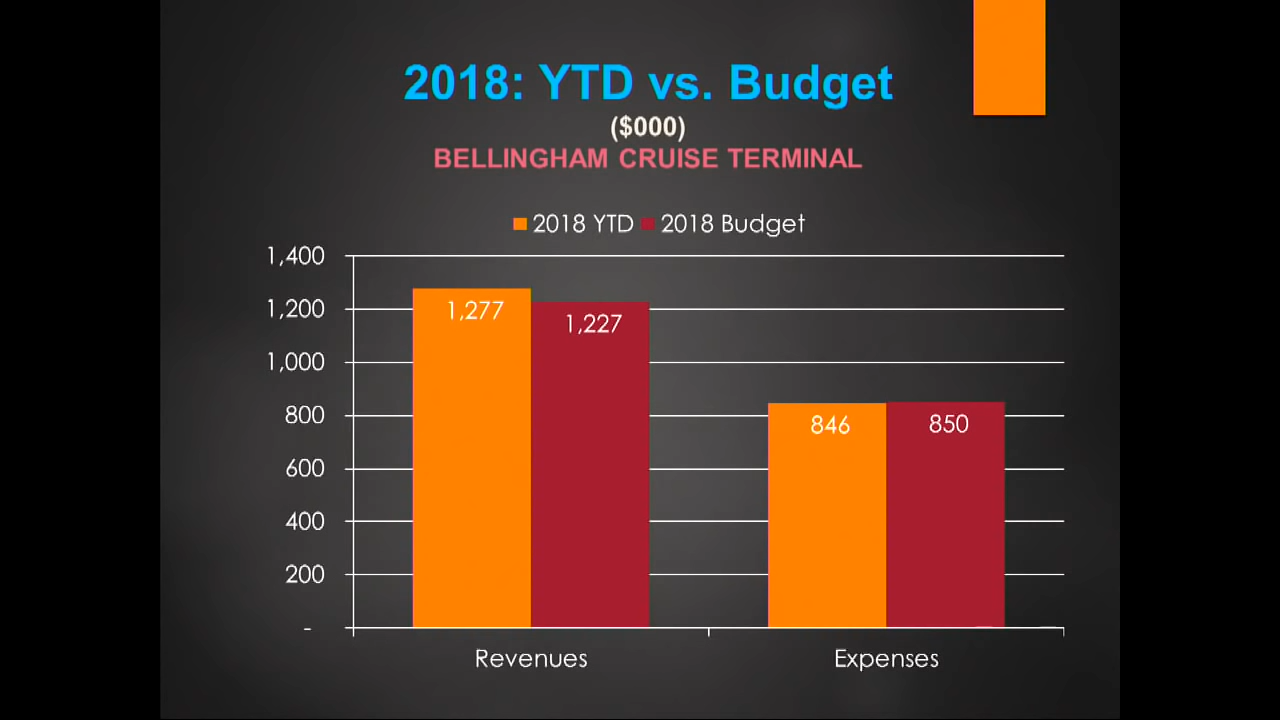 2018: YTD vs. Budget
($000)
BELLINGHAM CRUISE TERMINAL
2018 YTD 2018 Budget
1,400
1,200
1,000
800
600
400
200
-
1,277
1,227
846
850
Revenues
Expenses